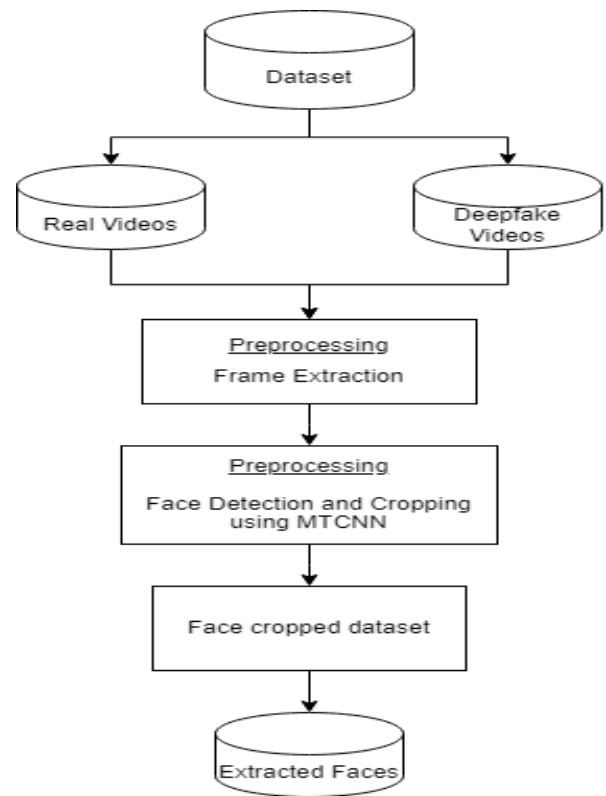 Dataset
Real Videos
Deepfake
Videos
Preprocessing
Frame Extraction
Preprocessing
Face Detection and Cropping
using MTCNN
Face cropped dataset
Extracted Faces